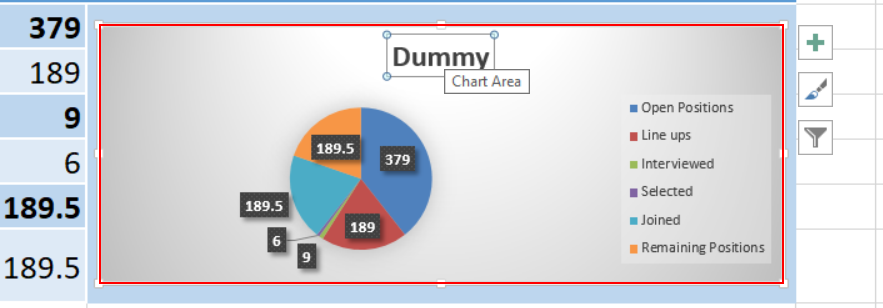 379
189
9
6
189.5
189.5
Dummy
Chart Area
189.5
379
189.5
189
6
9
Open Positions
Line ups
Interviewed
Selected
Joined
Remaining Positions